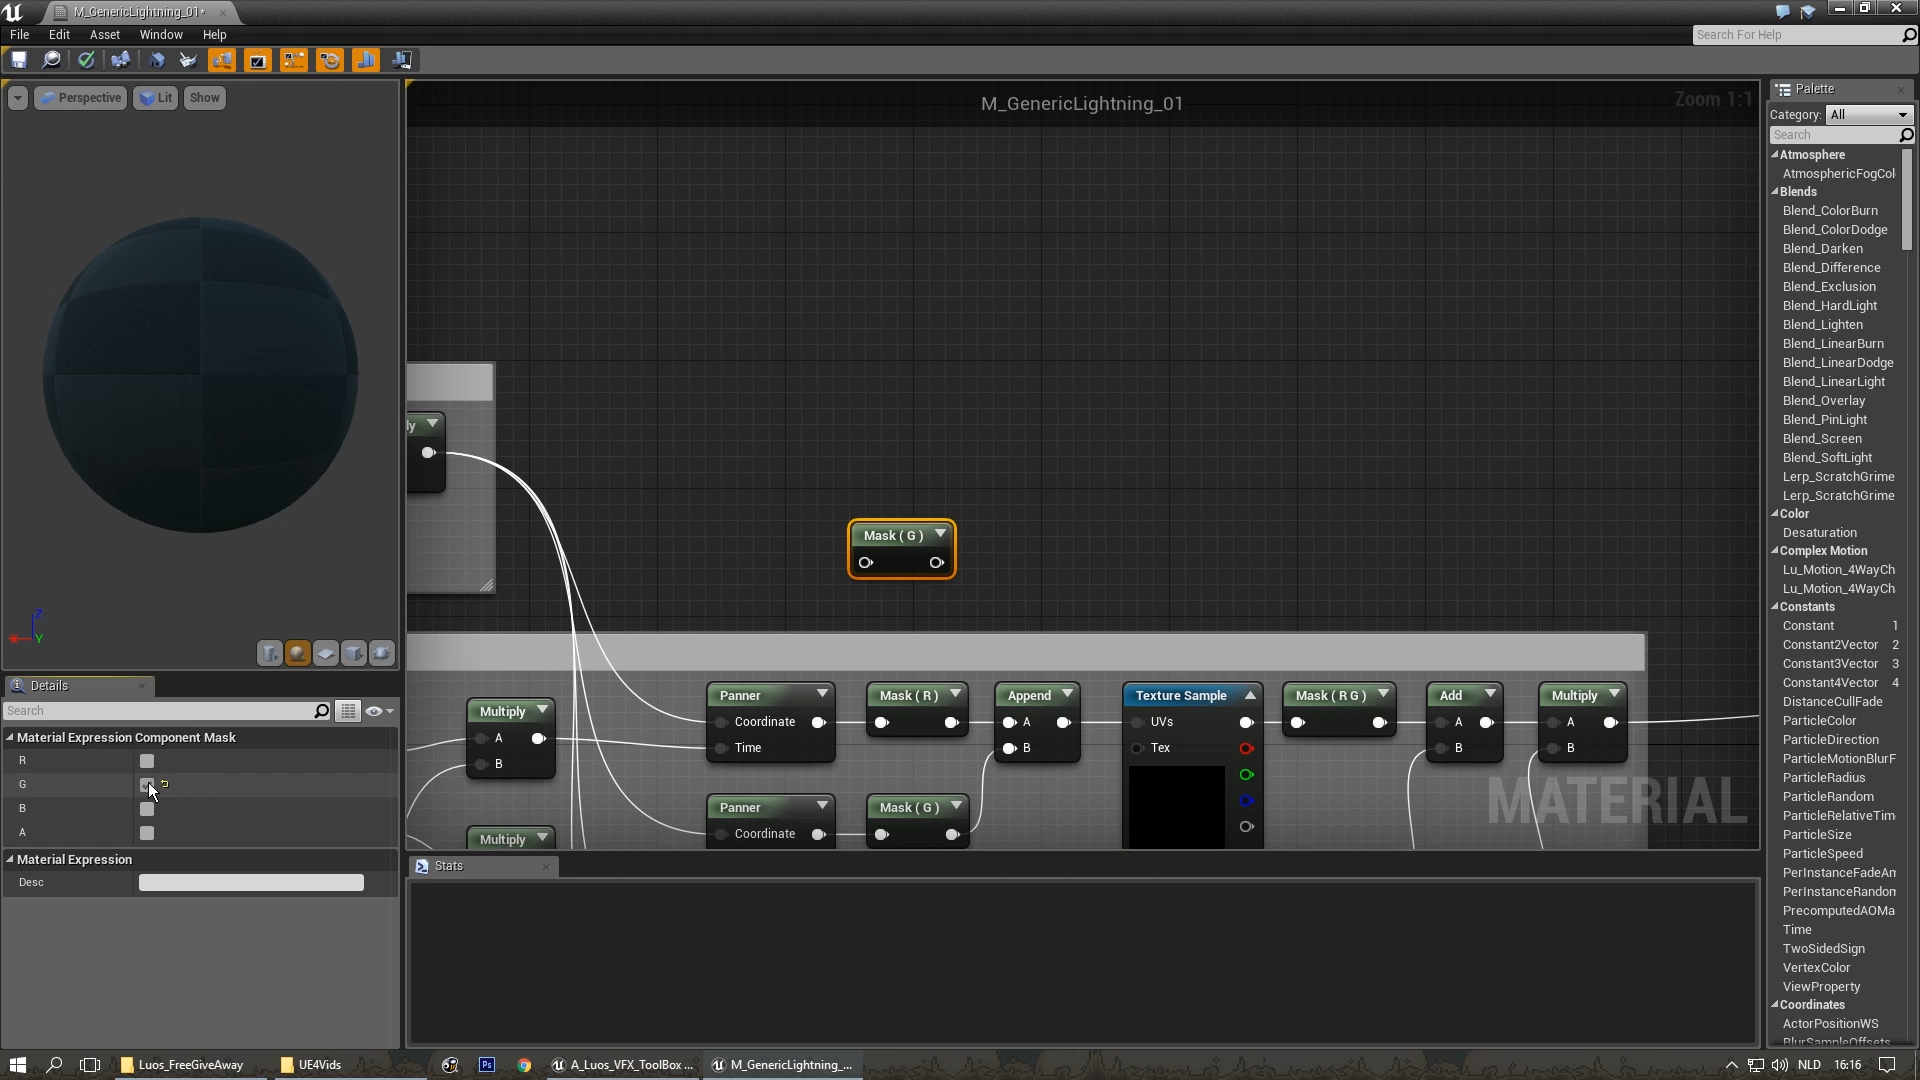 M_GenericLightning_01*
File Edit Asset Window Help
Search For Help
Perspective Lit Show
M_GenericLightning_01
Zoom 1:1
Palette
Category: All
Search
Atmosphere
AtmosphericFogCol
Blends
Blend_ColorBurn
Blend_ColorDodge
Blend_Darken
Blend_Difference
Blend_Exclusion
Blend_HardLight
Blend_Lighten
Blend_LinearBurn
Blend_LinearDodge
Blend_LinearLight
Blend_Overlay
Blend_PinLight
Blend_Screen
Blend_SoftLight
Lerp_ScratchGrime
Lerp_ScratchGrime
Color
Desaturation
Complex Motion
Lu_Motion_4WayCh
Lu_Motion_4WayCh
Constants
Constant 1
Constant2Vector 2
Constant3Vector 3
Constant4Vector 4
DistanceCullFade
ParticleColor
ParticleDirection
ParticleMotionBlurF
ParticleRadius
ParticleRandom
ParticleRelativeTim
ParticleSize
ParticleSpeed
PerInstanceFadeAm
PerInstanceRandom
PrecomputedAOMa
Time
TwoSidedSign
VertexColor
ViewProperty
Coordinates
ActorPositionWS
BlurSampleOffsets
ly
Mask ( G )
Multiply
A
B
Multiply
Panner
Coordinate
Time
Mask ( R )
Append
A
B
Texture Sample
UVs
Tex
Mask ( R G )
Add
A
B
Multiply
A
B
Panner
Coordinate
Mask ( G )
MATERIAL
Z
X Y
Details
Search
Material Expression Component Mask
R
G
B
A
Material Expression
Desc
Stats
Luos_FreeGiveAway
UE4Vids
Ps
A_Luos_VFX_ToolBox ...
M_GenericLightning_...
NLD
16:16